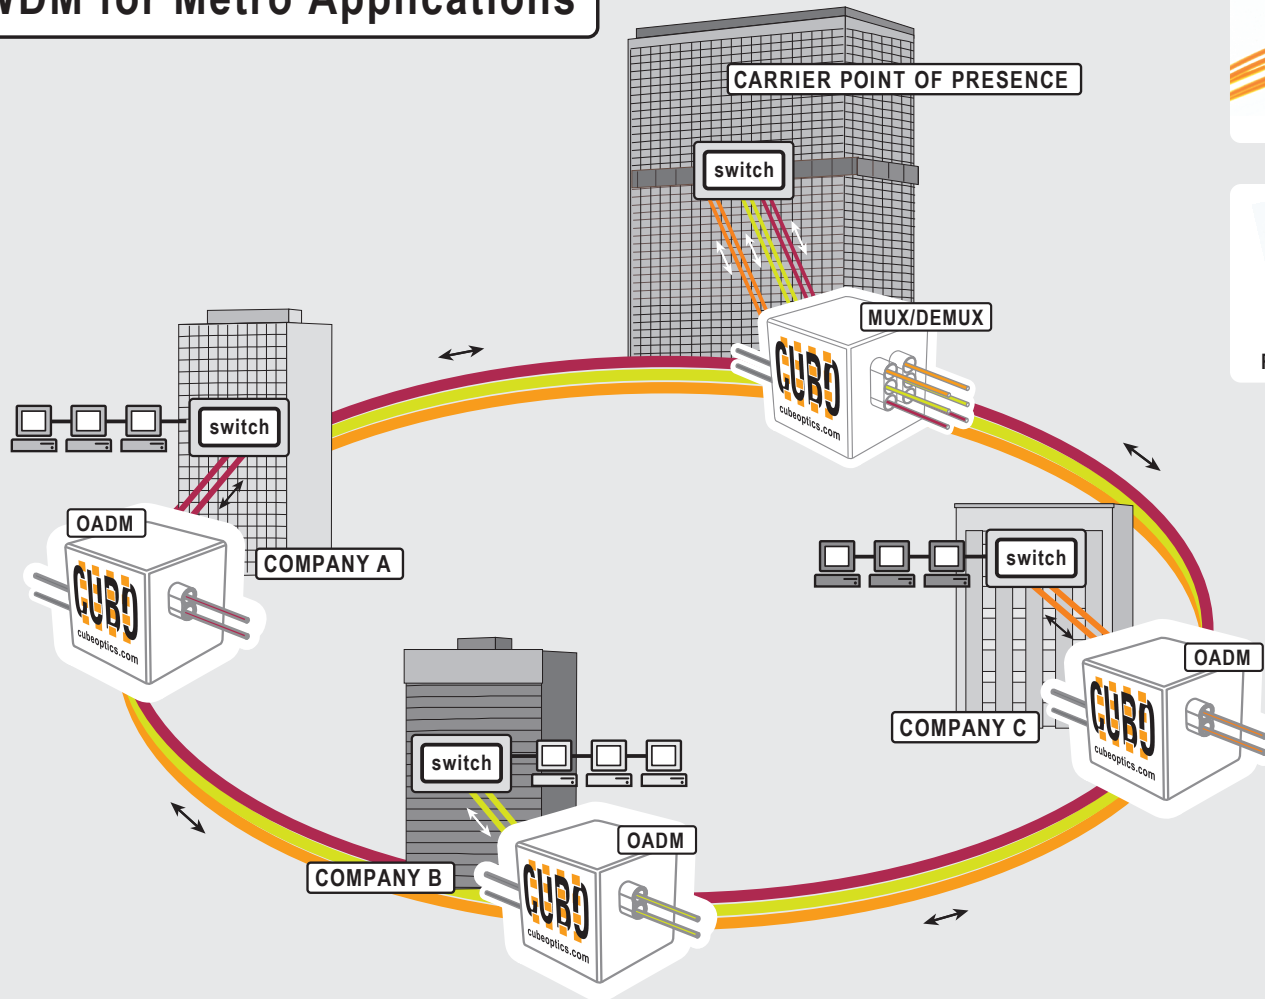 WDM for Metro Applications
CARRIER POINT OF PRESENCE
switch
MUX/DEMUX
CUBO
cubeoptics.com
switch
OADM
COMPANY A
CUBO
cubeoptics.com
switch
OADM
COMPANY C
CUBO
cubeoptics.com
switch
OADM
COMPANY B
CUBO
cubeoptics.com